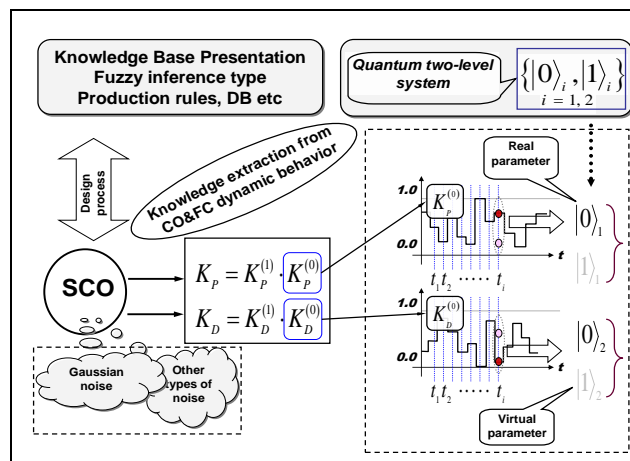 Knowledge Base Presentation
Fuzzy inference type
Production rules, DB etc
Quantum two-level
system
{|0⟩ᵢ, |1⟩ᵢ}
i = 1, 2
Design
process
Knowledge extraction from
CO&FC dynamic behavior
Real
parameter
1.0
K_P^(0)
0.0
t
t₁ t₂ ····· tᵢ
|0⟩₁
|1⟩₁
SCO
K_P = K_P^(1) · K_P^(0)
K_D = K_D^(1) · K_D^(0)
1.0
K_D^(0)
0.0
t
t₁ t₂ ····· tᵢ
|0⟩₂
|1⟩₂
Gaussian
noise
Other
types of
noise
Virtual
parameter